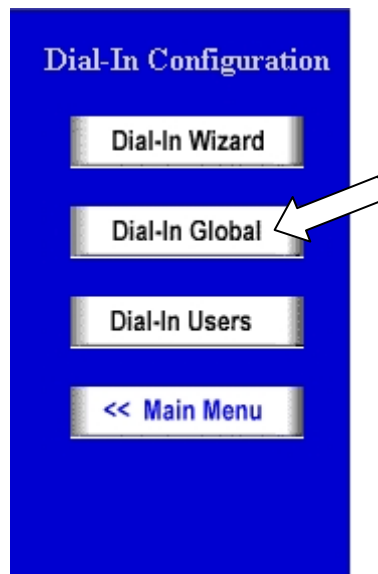 Dial-In Configuration
Dial-In Wizard
Dial-In Global
Dial-In Users
<< Main Menu